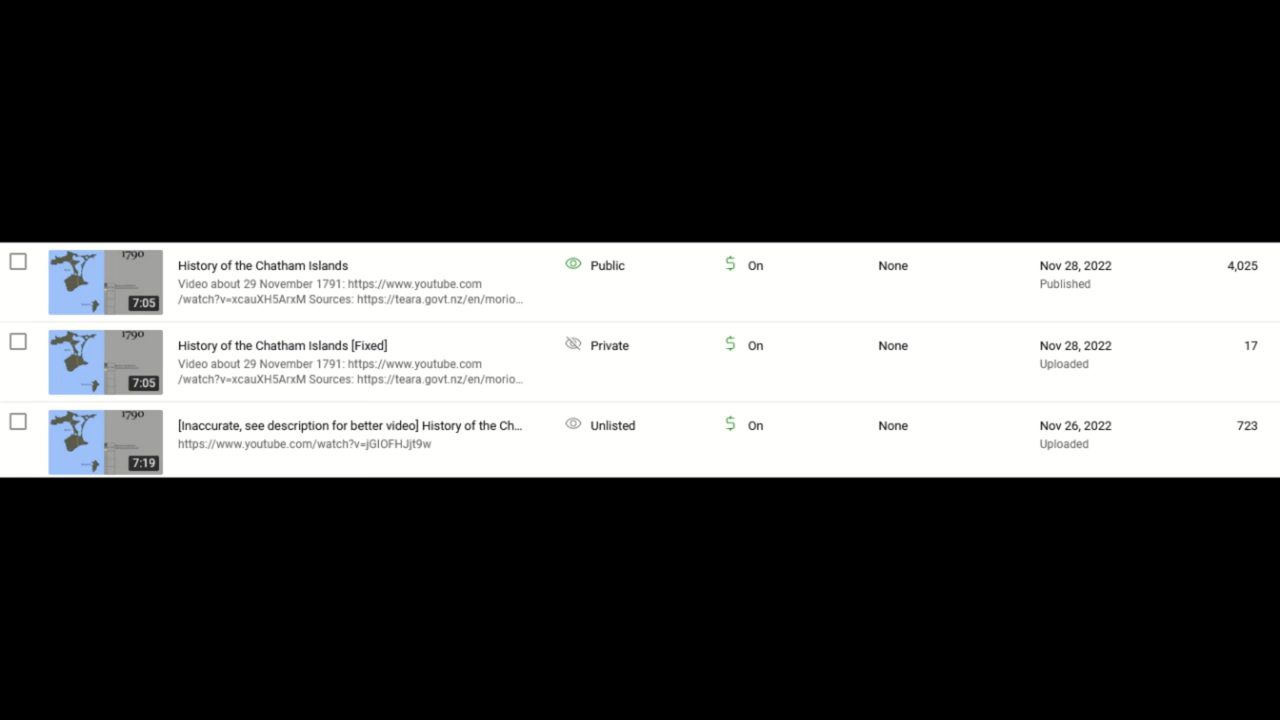 1790
7:05
History of the Chatham Islands
Video about 29 November 1791: https://www.youtube.com
/watch?v=xcauXH5ArxM Sources: https://teara.govt.nz/en/morio...
Public
On
None
Nov 28, 2022
Published
4,025
1790
7:05
History of the Chatham Islands [Fixed]
Video about 29 November 1791: https://www.youtube.com
/watch?v=xcauXH5ArxM Sources: https://teara.govt.nz/en/morio...
Private
On
None
Nov 28, 2022
Uploaded
17
1790
7:19
[Inaccurate, see description for better video] History of the Ch...
https://www.youtube.com/watch?v=jGIOFHJjt9w
Unlisted
On
None
Nov 26, 2022
Uploaded
723